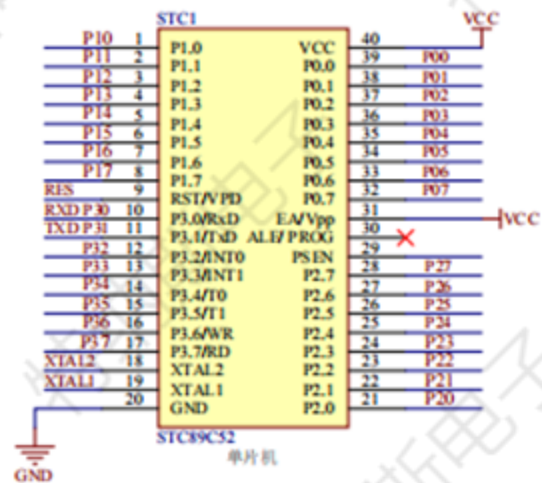 STC1
VCC
P10 1 P1.0 VCC 40
P11 2 P1.1 P0.0 39 P00
P12 3 P1.2 P0.1 38 P01
P13 4 P1.3 P0.2 37 P02
P14 5 P1.4 P0.3 36 P03
P15 6 P1.5 P0.4 35 P04
P16 7 P1.6 P0.5 34 P05
P17 8 P1.7 P0.6 33 P06
RES 9 RST/VPD P0.7 32 P07
RXD P30 10 P3.0/RxD EA/Vpp 31 VCC
TXD P31 11 P3.1/TxD ALE/PROG 30
P32 12 P3.2/INT0 PSEN 29
P33 13 P3.3/INT1 P2.7 28 P27
P34 14 P3.4/T0 P2.6 27 P26
P35 15 P3.5/T1 P2.5 26 P25
P36 16 P3.6/WR P2.4 25 P24
P37 17 P3.7/RD P2.3 24 P23
XTAL2 18 XTAL2 P2.2 23 P22
XTAL1 19 XTAL1 P2.1 22 P21
20 GND P2.0 21 P20
STC89C52
单片机
GND